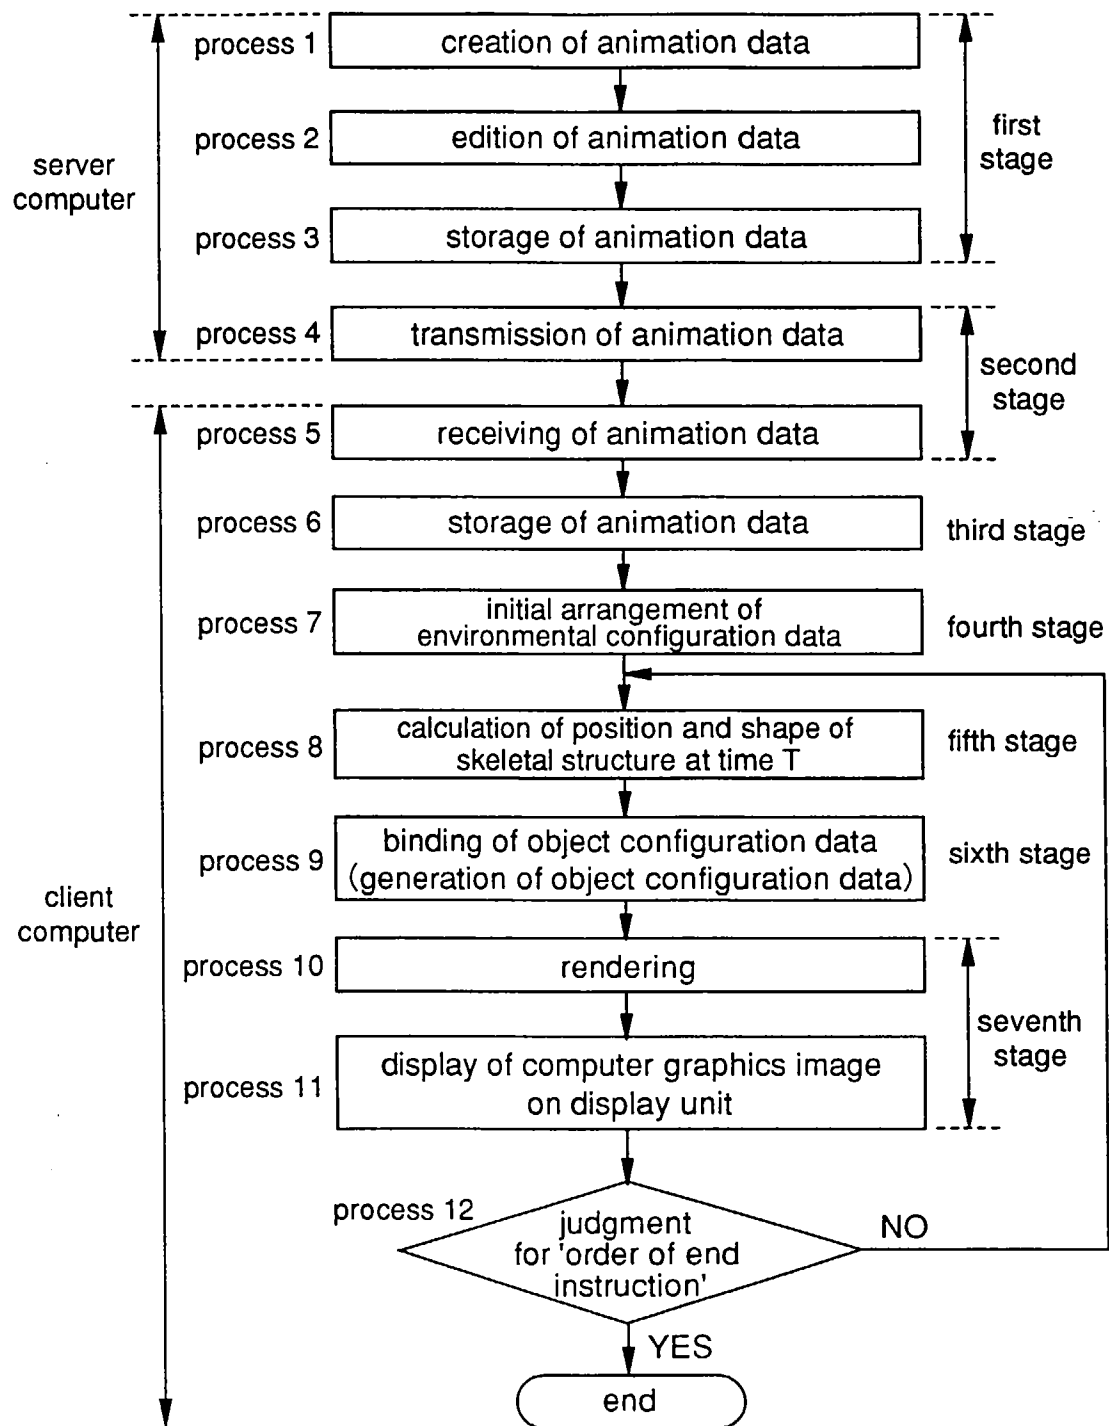 process 1
creation of animation data
process 2
edition of animation data
first
stage
server
computer
process 3
storage of animation data
process 4
transmission of animation data
second
stage
process 5
receiving of animation data
process 6
storage of animation data
third stage
process 7
initial arrangement of
environmental configuration data
fourth stage
process 8
calculation of position and shape of
skeletal structure at time T
fifth stage
process 9
binding of object configuration data
(generation of object configuration data)
sixth stage
client
computer
process 10
rendering
seventh
stage
process 11
display of computer graphics image
on display unit
process 12
judgment
for 'order of end
instruction'
NO
YES
end